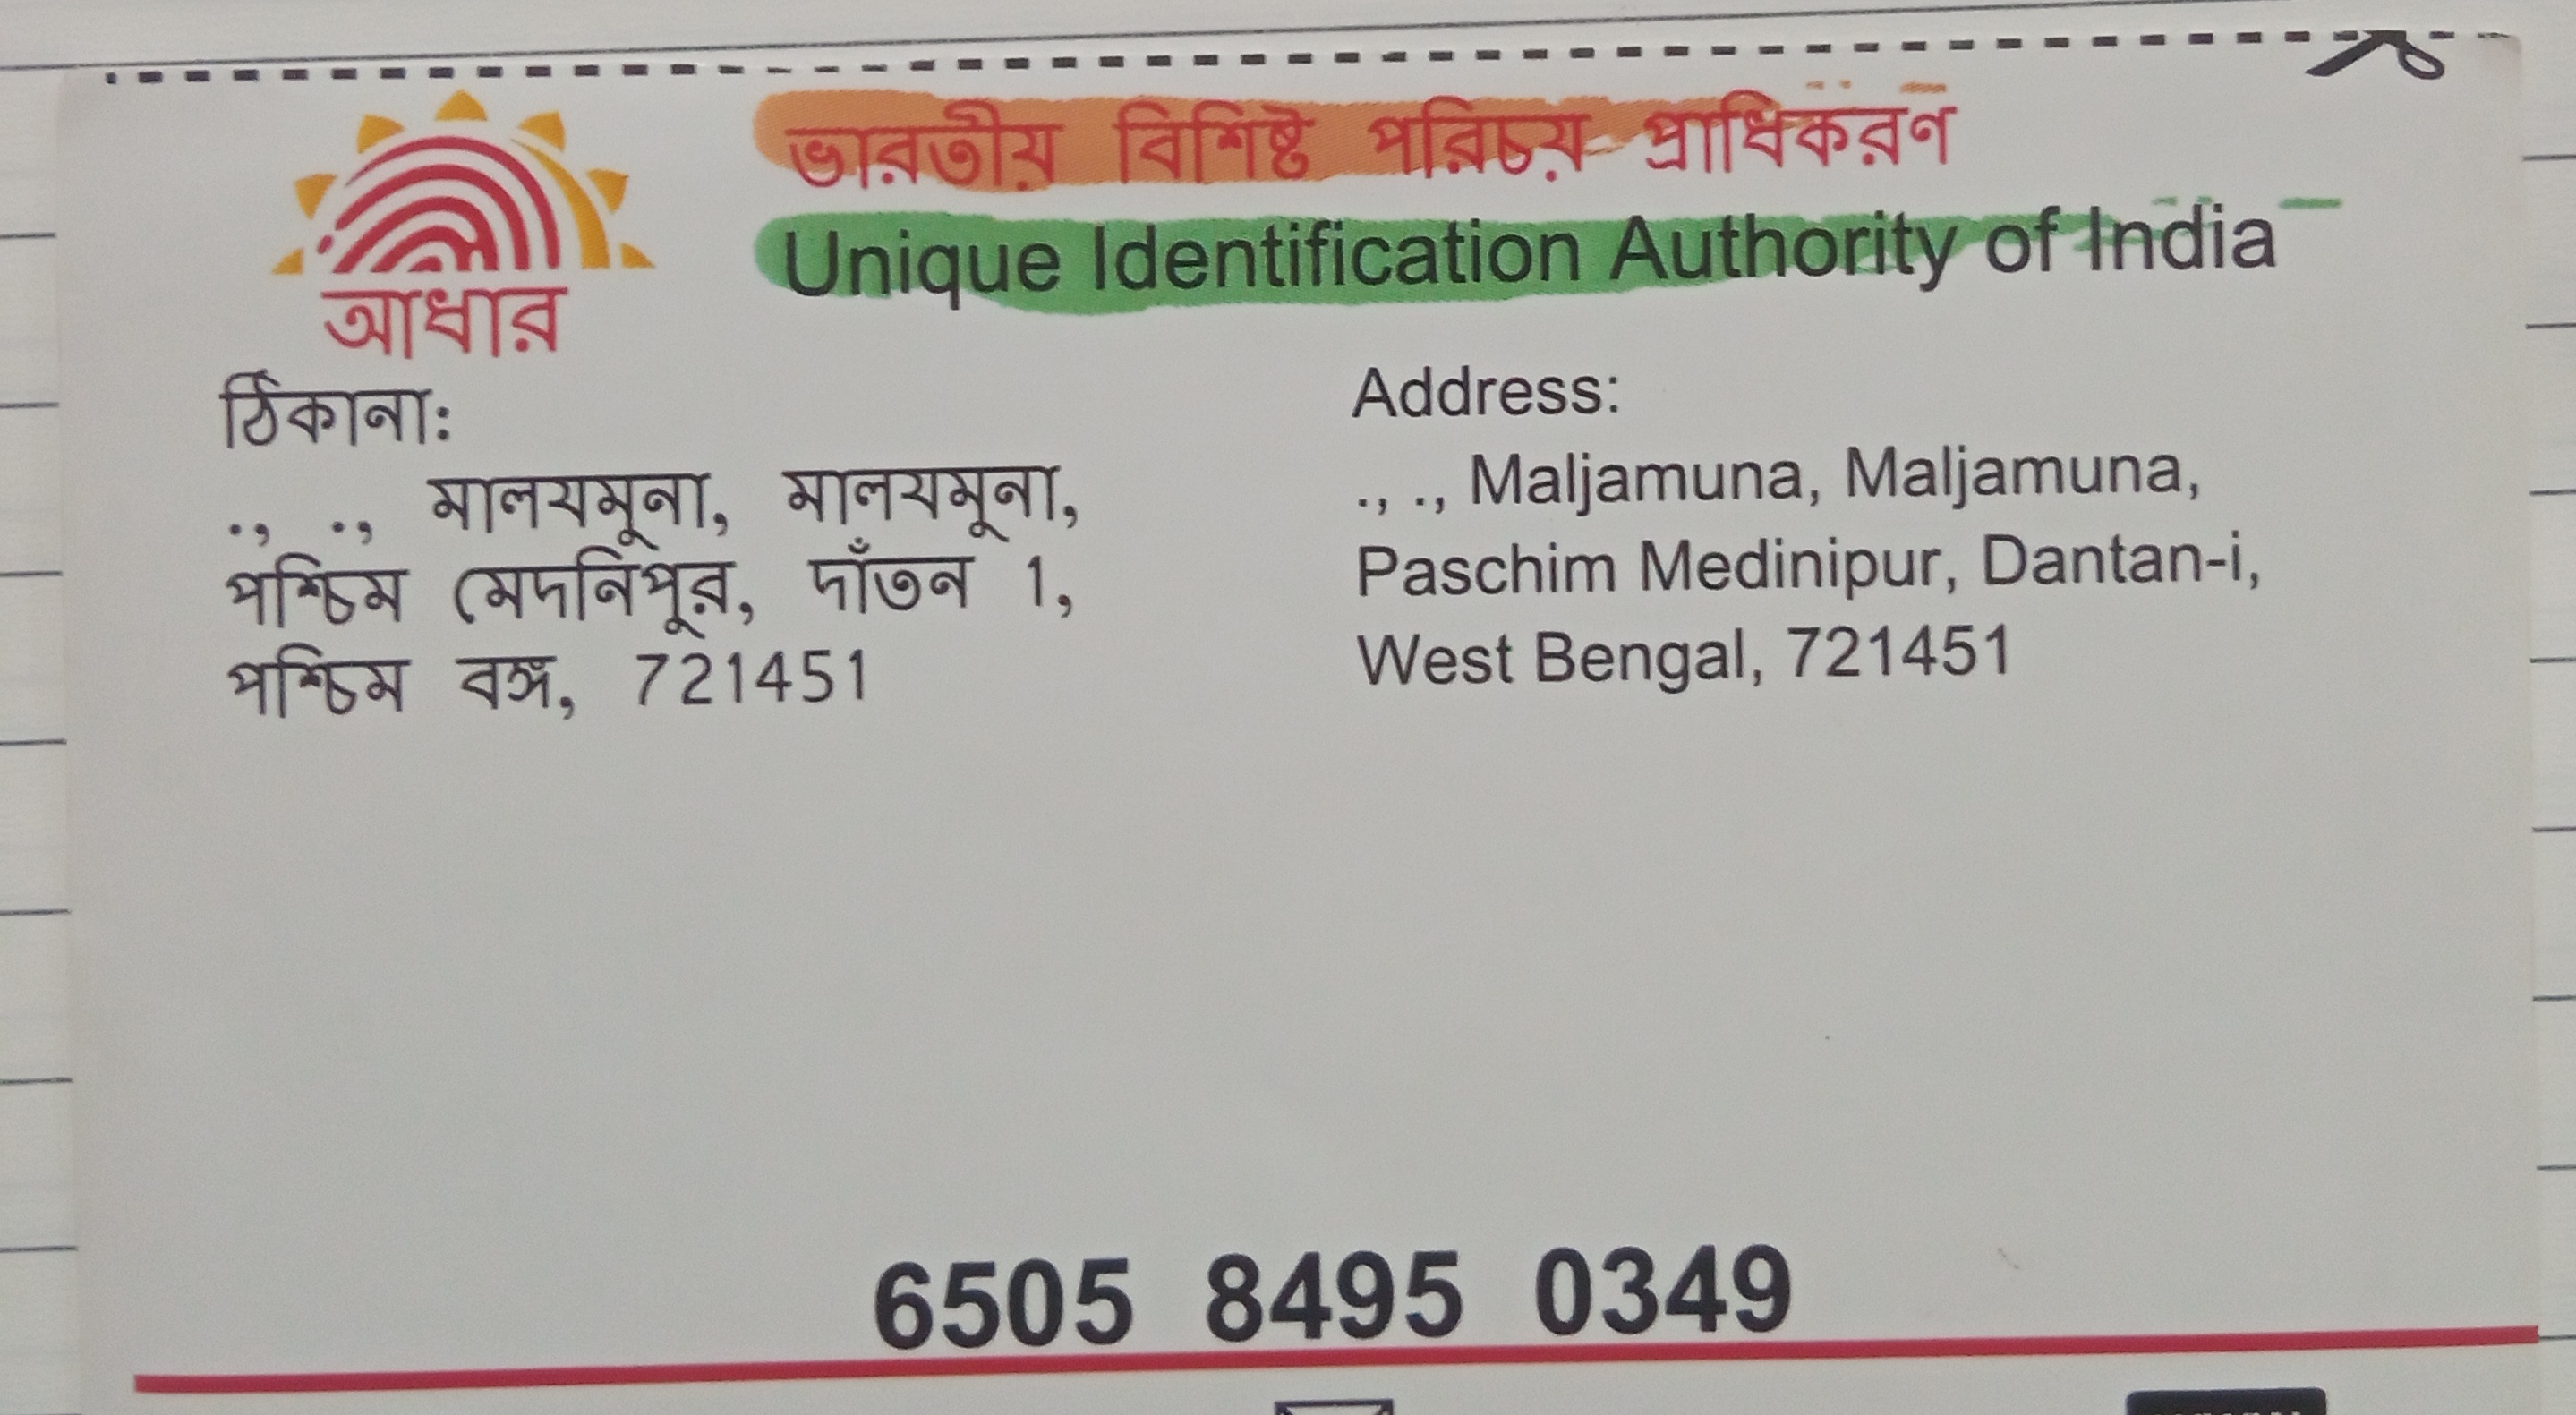 ভারতীয় বিশিষ্ট পরিচয় প্রাধিকরণ
Unique Identification Authority of India
আধার
ঠিকানা:
., ., মালযমূনা, মালযমূনা,
পশ্চিম মেদনিপূর, দাঁতন 1,
পশ্চিম বঙ্গ, 721451
Address:
., ., Maljamuna, Maljamuna,
Paschim Medinipur, Dantan-i,
West Bengal, 721451
6505 8495 0349